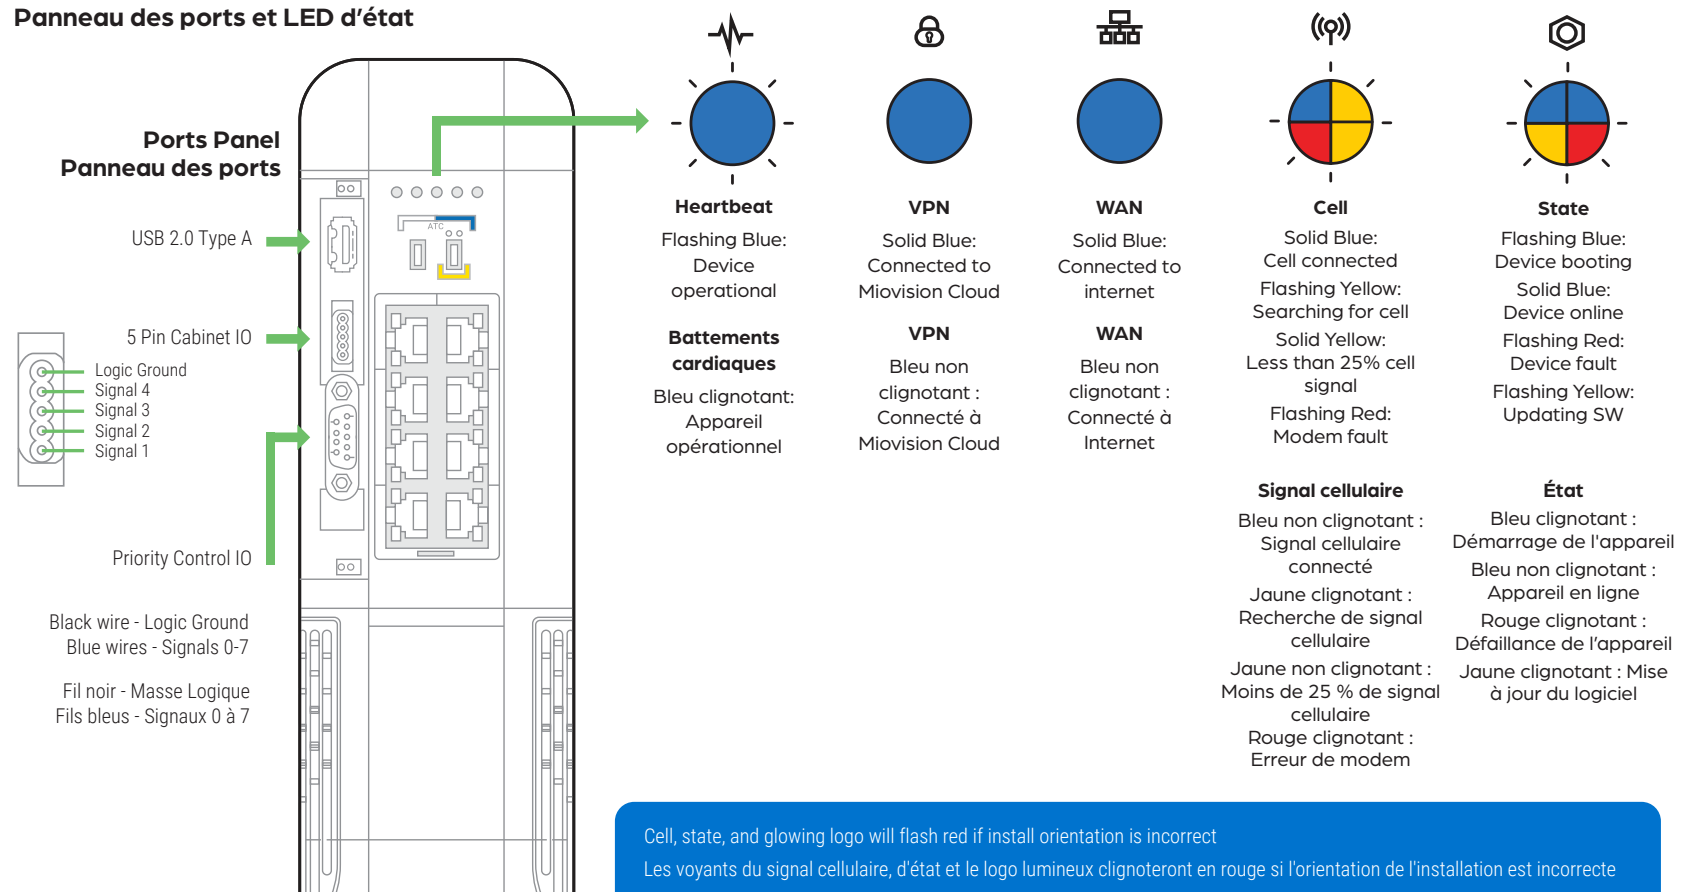 Panneau des ports et LED d'état
Ports Panel
Panneau des ports
USB 2.0 Type A
5 Pin Cabinet IO
Logic Ground
Signal 4
Signal 3
Signal 2
Signal 1
Priority Control IO
Black wire - Logic Ground
Blue wires - Signals 0-7
Fil noir - Masse Logique
Fils bleus - Signaux 0 à 7
ATC
Heartbeat
Flashing Blue:
Device
operational
Battements
cardiaques
Bleu clignotant:
Appareil
opérationnel
VPN
Solid Blue:
Connected to
Miovision Cloud
VPN
Bleu non
clignotant :
Connecté à
Miovision Cloud
WAN
Solid Blue:
Connected to
internet
WAN
Bleu non
clignotant :
Connecté à
Internet
Cell
Solid Blue:
Cell connected
Flashing Yellow:
Searching for cell
Solid Yellow:
Less than 25% cell
signal
Flashing Red:
Modem fault
Signal cellulaire
Bleu non clignotant :
Signal cellulaire
connecté
Jaune clignotant :
Recherche de signal
cellulaire
Jaune non clignotant :
Moins de 25 % de signal
cellulaire
Rouge clignotant :
Erreur de modem
State
Flashing Blue:
Device booting
Solid Blue:
Device online
Flashing Red:
Device fault
Flashing Yellow:
Updating SW
État
Bleu clignotant :
Démarrage de l'appareil
Bleu non clignotant :
Appareil en ligne
Rouge clignotant :
Défaillance de l'appareil
Jaune clignotant : Mise
à jour du logiciel
Cell, state, and glowing logo will flash red if install orientation is incorrect
Les voyants du signal cellulaire, d'état et le logo lumineux clignoteront en rouge si l'orientation de l'installation est incorrecte